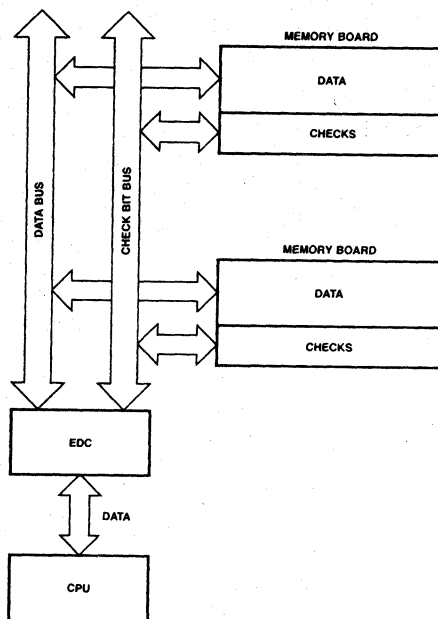 MEMORY BOARD
DATA
CHECKS
DATA BUS
CHECK BIT BUS
MEMORY BOARD
DATA
CHECKS
EDC
DATA
CPU